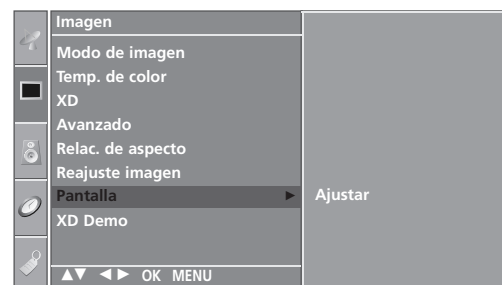 Imagen
Modo de imagen
Temp. de color
XD
Avanzado
Relac. de aspecto
Reajuste imagen
Pantalla ► Ajustar
XD Demo
▲▼ ◄► OK MENU